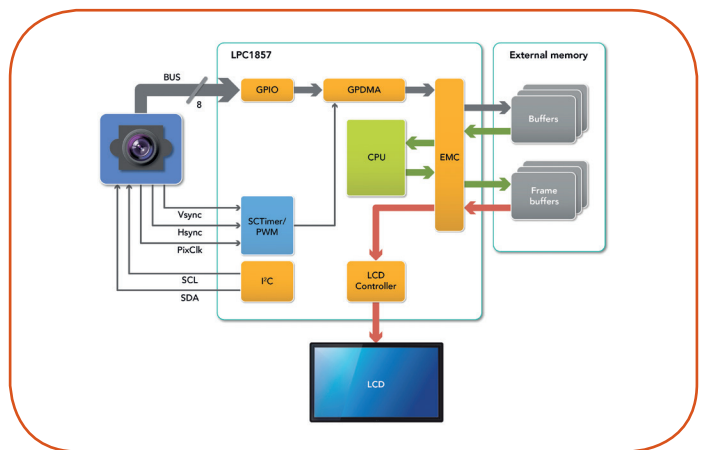 LPC1857
External memory
BUS
8
GPIO
GPDMA
Buffers
CPU
EMC
Frame
buffers
Vsync
Hsync
PixClk
SCTimer/
PWM
SCL
SDA
I²C
LCD
Controller
LCD